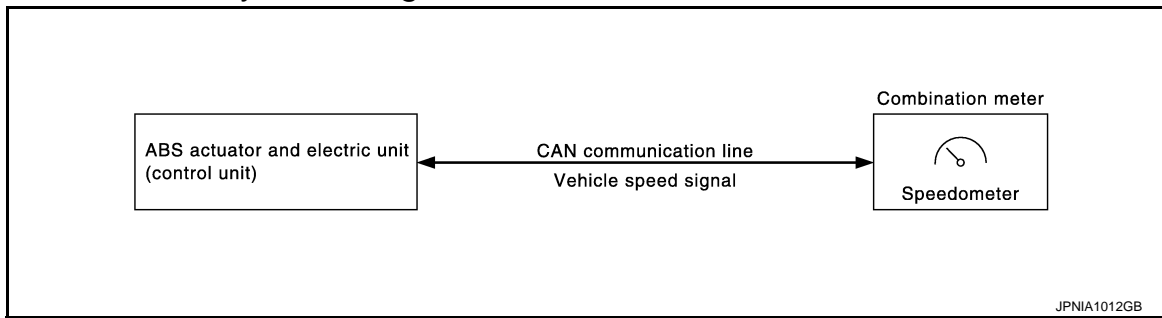 ABS actuator and electric unit
(control unit)
CAN communication line
Vehicle speed signal
Combination meter
Speedometer
JPNIA1012GB